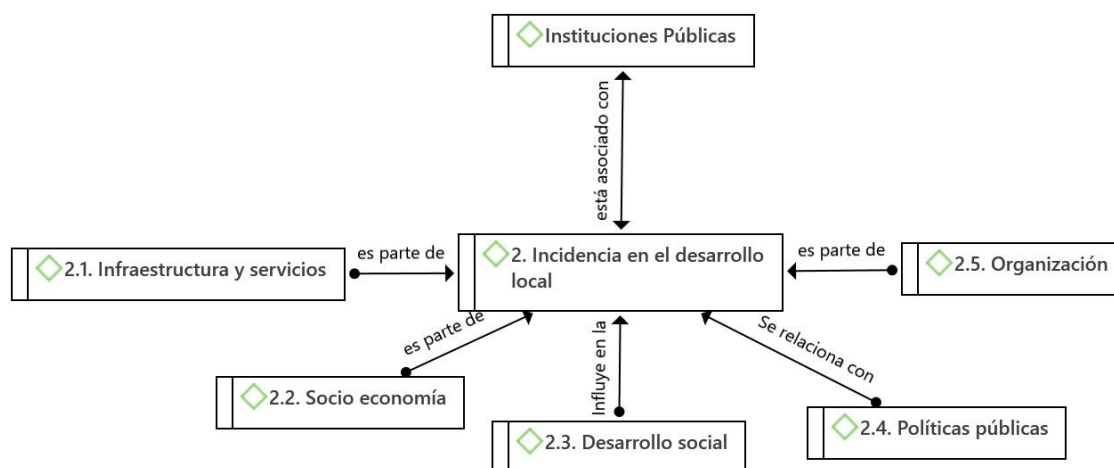 Instituciones Públicas
está asociado con
2.1. Infraestructura y servicios
es parte de
2. Incidencia en el desarrollo
local
es parte de
2.5. Organización
es parte de
2.2. Socio economía
Influye en la
2.3. Desarrollo social
Se relaciona con
2.4. Políticas públicas